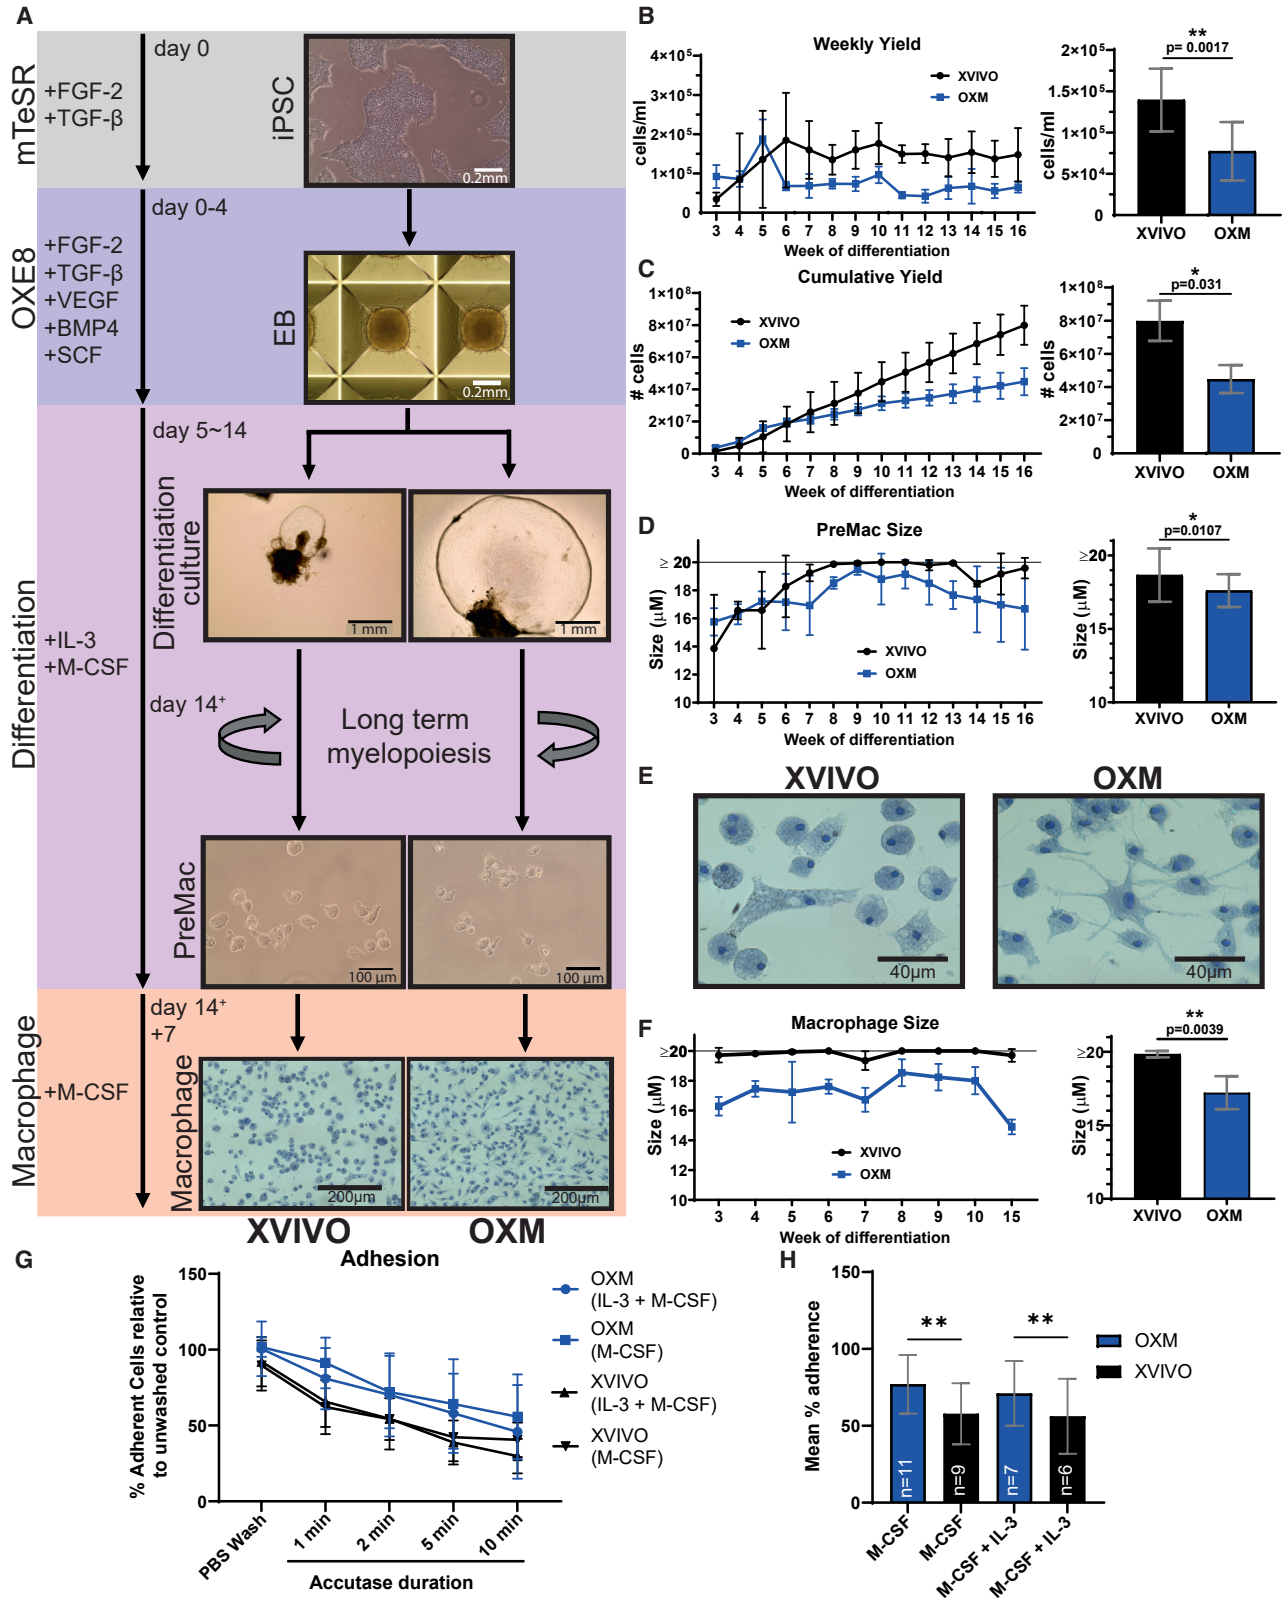 A
mTeSR
+FGF-2
+TGF-β
day 0
iPSC
0.2mm
OXE8
day 0-4
+FGF-2
+TGF-β
+VEGF
+BMP4
+SCF
EB
0.2mm
Differentiation
day 5~14
Differentiation
culture
1 mm
1 mm
+IL-3
+M-CSF
day 14+
Long term
myelopoiesis
PreMac
100 µm
100 µm
Macrophage
day 14+
+7
+M-CSF
Macrophage
200µm
200µm
XVIVO
OXM
B
Weekly Yield
cells/ml
4×10⁵
3×10⁵
2×10⁵
1×10⁵
0
XVIVO
OXM
3 4 5 6 7 8 9 10 11 12 13 14 15 16
Week of differentiation
**
p= 0.0017
cells/ml
2×10⁵
1.5×10⁵
1×10⁵
5×10⁴
0
XVIVO
OXM
C
Cumulative Yield
# cells
1×10⁸
8×10⁷
6×10⁷
4×10⁷
2×10⁷
0
XVIVO
OXM
3 4 5 6 7 8 9 10 11 12 13 14 15 16
Week of differentiation
*
p=0.031
# cells
1×10⁸
8×10⁷
6×10⁷
4×10⁷
2×10⁷
0
XVIVO
OXM
D
PreMac Size
Size (µM)
≥ 20
18
16
14
12
10
XVIVO
OXM
3 4 5 6 7 8 9 10 11 12 13 14 15 16
Week of differentiation
*
p=0.0107
Size (µM)
≥20
15
10
XVIVO
OXM
E
XVIVO
OXM
40µm
40µm
F
Macrophage Size
Size (µM)
≥20
18
16
14
12
10
XVIVO
OXM
3 4 5 6 7 8 9 10 15
Week of differentiation
**
p=0.0039
Size (µM)
≥20
15
10
XVIVO
OXM
G
Adhesion
% Adherent Cells relative
to unwashed control
150
100
50
0
PBS Wash
1 min
2 min
5 min
10 min
Accutase duration
OXM
(IL-3 + M-CSF)
OXM
(M-CSF)
XVIVO
(IL-3 + M-CSF)
XVIVO
(M-CSF)
H
Mean % adherence
150
100
50
0
**
**
n=11
n=9
n=7
n=6
M-CSF
M-CSF
M-CSF + IL-3
M-CSF + IL-3
OXM
XVIVO